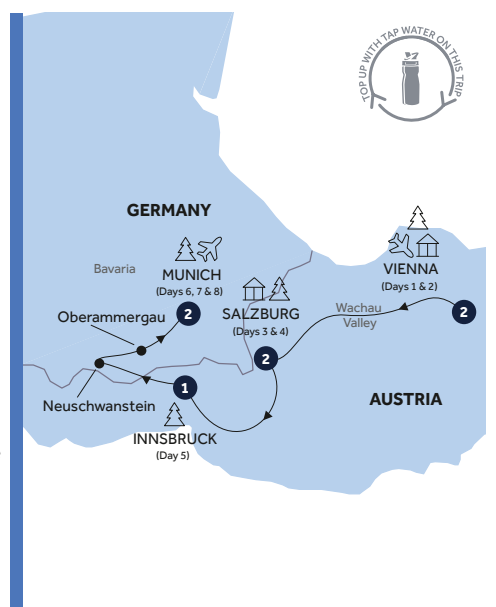 TOP UP WITH TAP WATER ON THIS TRIP
GERMANY
Bavaria
MUNICH
(Days 6, 7 & 8)
VIENNA
(Days 1 & 2)
SALZBURG
(Days 3 & 4)
Oberammergau
2
Wachau
Valley
2
2
Neuschwanstein
1
AUSTRIA
INNSBRUCK
(Day 5)